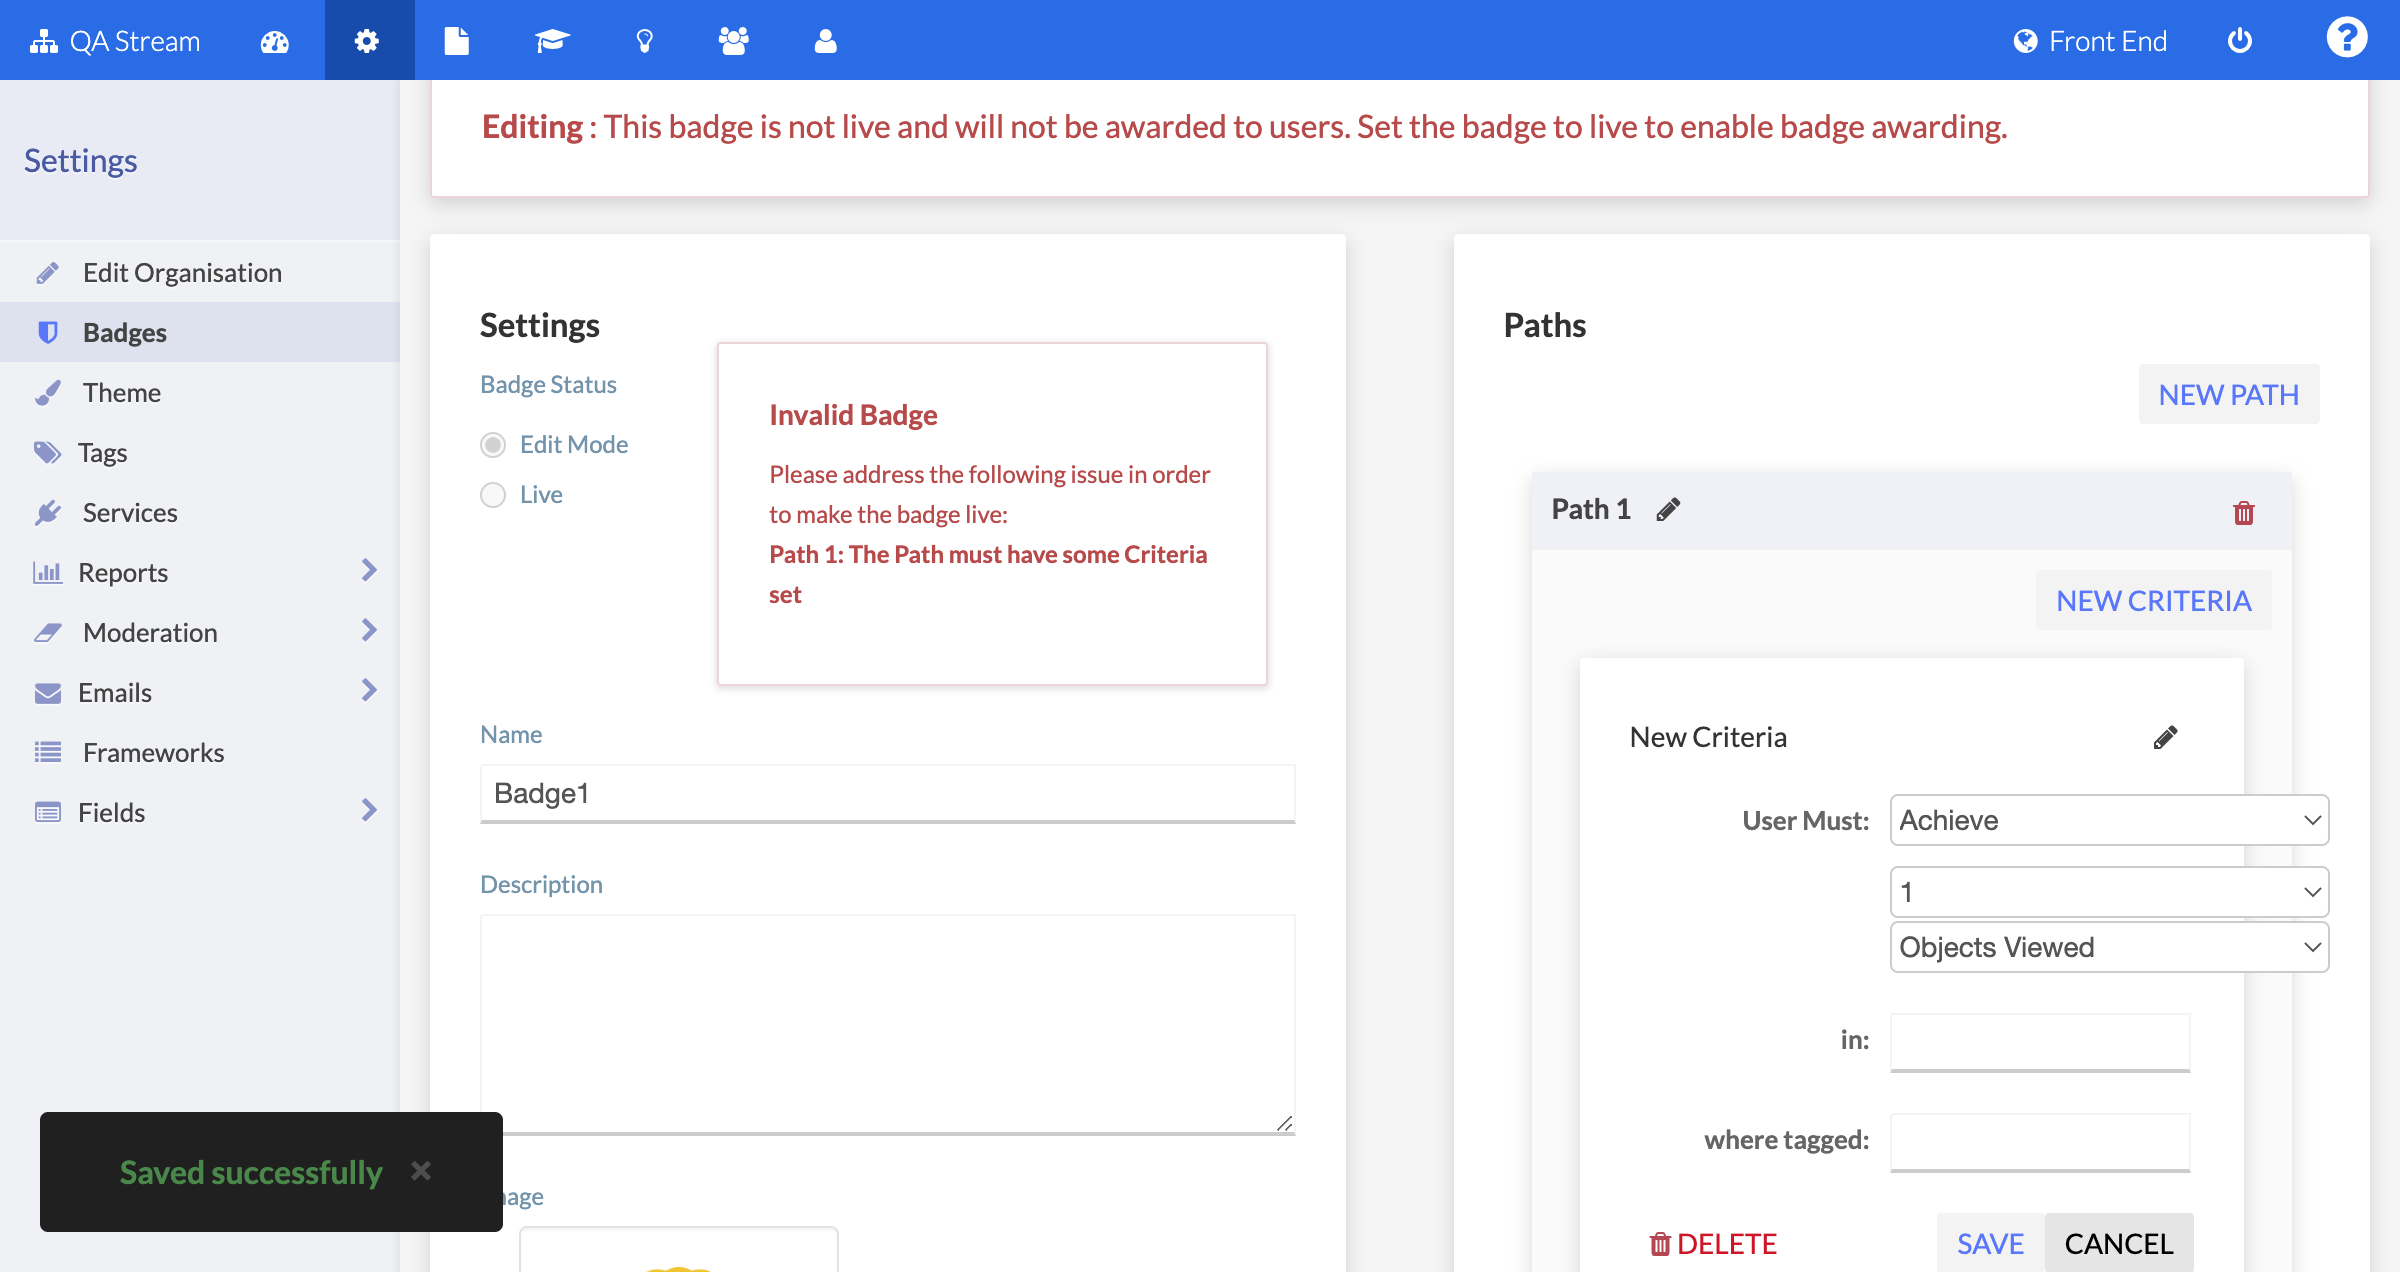 QA Stream
Front End
Settings
Edit Organisation
Badges
Theme
Tags
Services
Reports
Moderation
Emails
Frameworks
Fields
Editing : This badge is not live and will not be awarded to users. Set the badge to live to enable badge awarding.
Settings
Badge Status
Edit Mode
Live
Invalid Badge
Please address the following issue in order
to make the badge live:
Path 1: The Path must have some Criteria
set
Name
Badge1
Description
Saved successfully ×
Paths
NEW PATH
Path 1
NEW CRITERIA
New Criteria
User Must: Achieve
1
Objects Viewed
in:
where tagged:
DELETE
SAVE
CANCEL